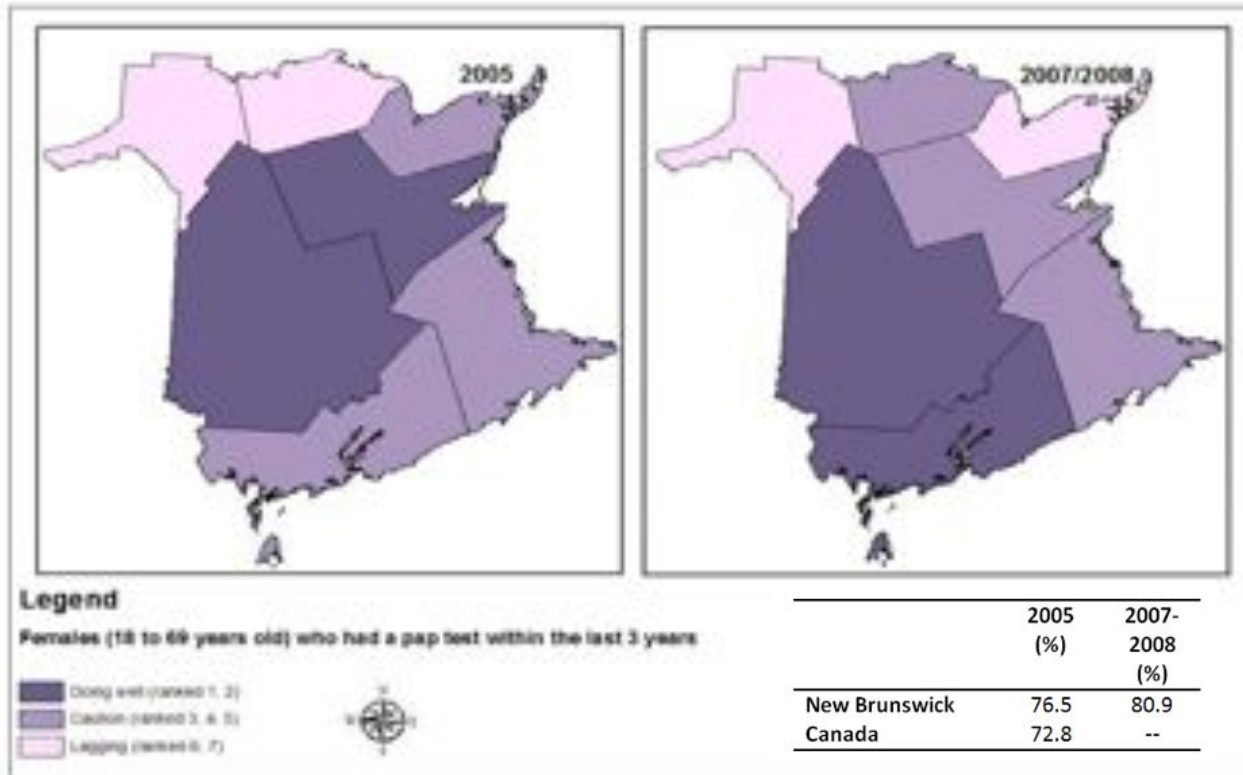 2005
2007/2008
Legend
Females (18 to 69 years old) who had a pap test within the last 3 years
Doing well (ranked 1, 2)
Caution (ranked 3, 4, 5)
Lagging (ranked 6, 7)
2005 (%)
2007-2008 (%)
New Brunswick 76.5 80.9
Canada 72.8 --